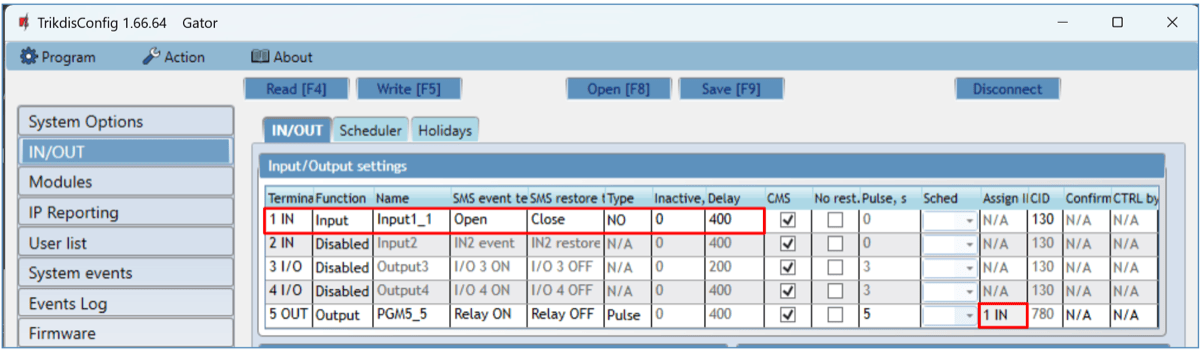 TrikdisConfig 1.66.64 Gator
Program Action About
Read [F4] Write [F5] Open [F8] Save [F9] Disconnect
System Options
IN/OUT
Modules
IP Reporting
User list
System events
Events Log
Firmware
IN/OUT Scheduler Holidays
Input/Output settings
Termina Function Name SMS event te SMS restore t Type Inactive, Delay CMS No rest. Pulse, s Sched Assign I CID Confirm CTRL by
1 IN Input Input1_1 Open Close NO 0 400 0 N/A 130 N/A N/A
2 IN Disabled Input2 IN2 event IN2 restore N/A 0 400 0 N/A 130 N/A N/A
3 I/O Disabled Output3 I/O 3 ON I/O 3 OFF N/A 0 200 3 N/A 130 N/A N/A
4 I/O Disabled Output4 I/O 4 ON I/O 4 OFF N/A 0 400 3 N/A 130 N/A N/A
5 OUT Output PGM5_5 Relay ON Relay OFF Pulse 0 400 5 1 IN 780 N/A N/A